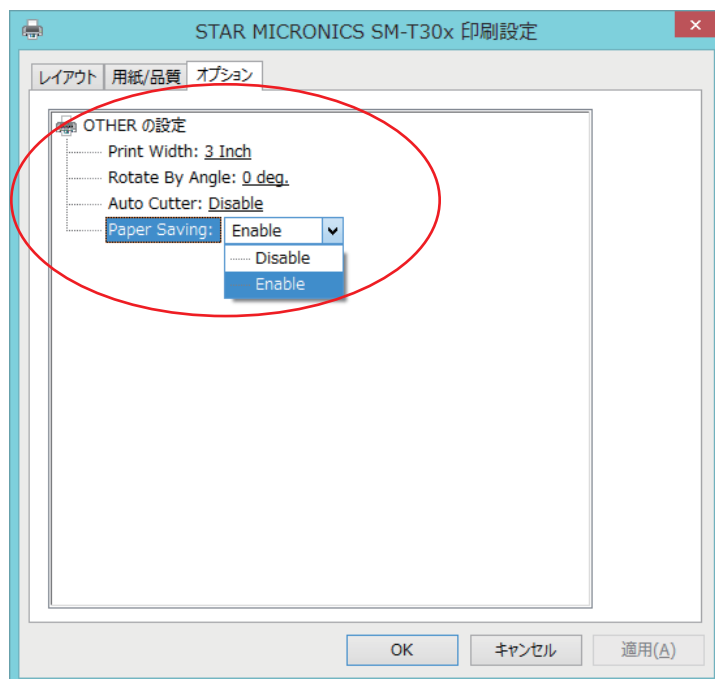 STAR MICRONICS SM-T30x 印刷設定
×
レイアウト 用紙/品質 オプション
OTHER の設定
Print Width: 3 Inch
Rotate By Angle: 0 deg.
Auto Cutter: Disable
Paper Saving: Enable
Disable
Enable
OK キャンセル 適用(A)